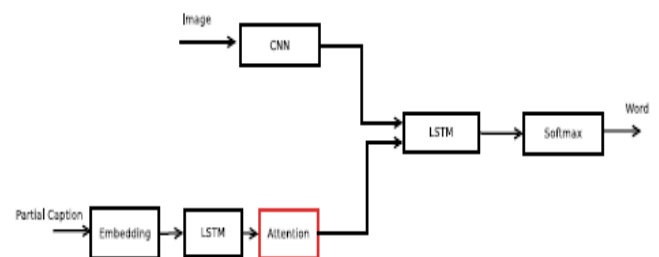 Image
CNN
LSTM
Softmax
Word
Partial Caption
Embedding
LSTM
Attention